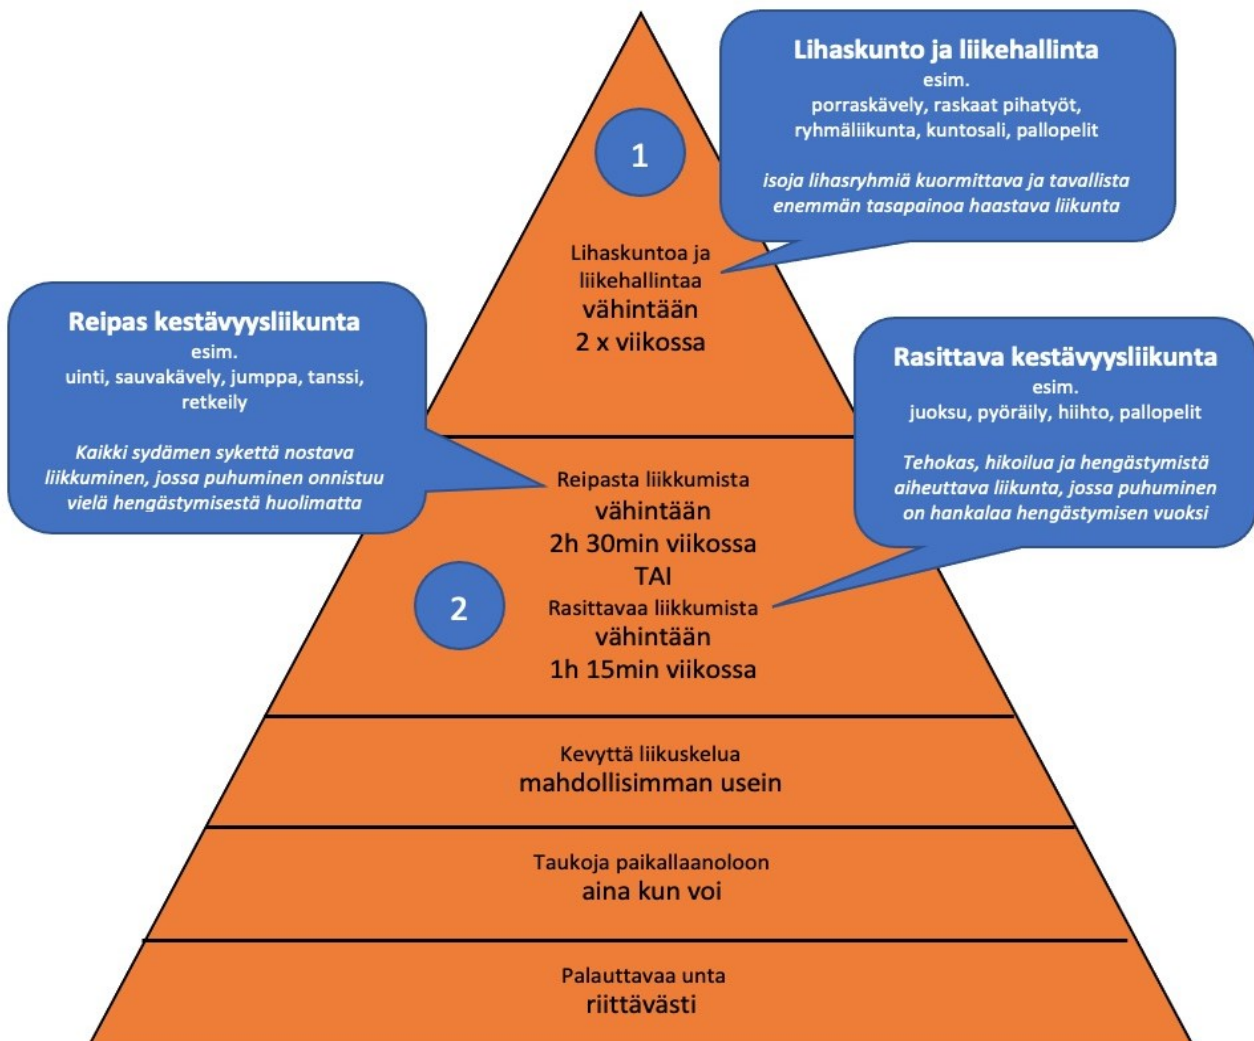 Lihaskunto ja liikehallinta
esim.
porraskävely, raskaat pihatyöt,
ryhmäliikunta, kuntosali, pallopelit
isoja lihasryhmiä kuormittava ja tavallista
enemmän tasapainoa haastava liikunta
1
Lihaskuntoa ja
liikehallintaa
vähintään
2 x viikossa
Reipas kestävyysliikunta
esim.
uinti, sauvakävely, jumppa, tanssi,
retkeily
Kaikki sydämen sykettä nostava
liikkuminen, jossa puhuminen onnistuu
vielä hengästymisestä huolimatta
Rasittava kestävyysliikunta
esim.
juoksu, pyöräily, hiihto, pallopelit
Tehokas, hikoilua ja hengästymistä
aiheuttava liikunta, jossa puhuminen
on hankalaa hengästymisen vuoksi
Reipasta liikkumista
vähintään
2h 30min viikossa
TAI
2
Rasittavaa liikkumista
vähintään
1h 15min viikossa
Kevyttä liikuskelua
mahdollisimman usein
Taukoja paikallaanoloon
aina kun voi
Palauttavaa unta
riittävästi